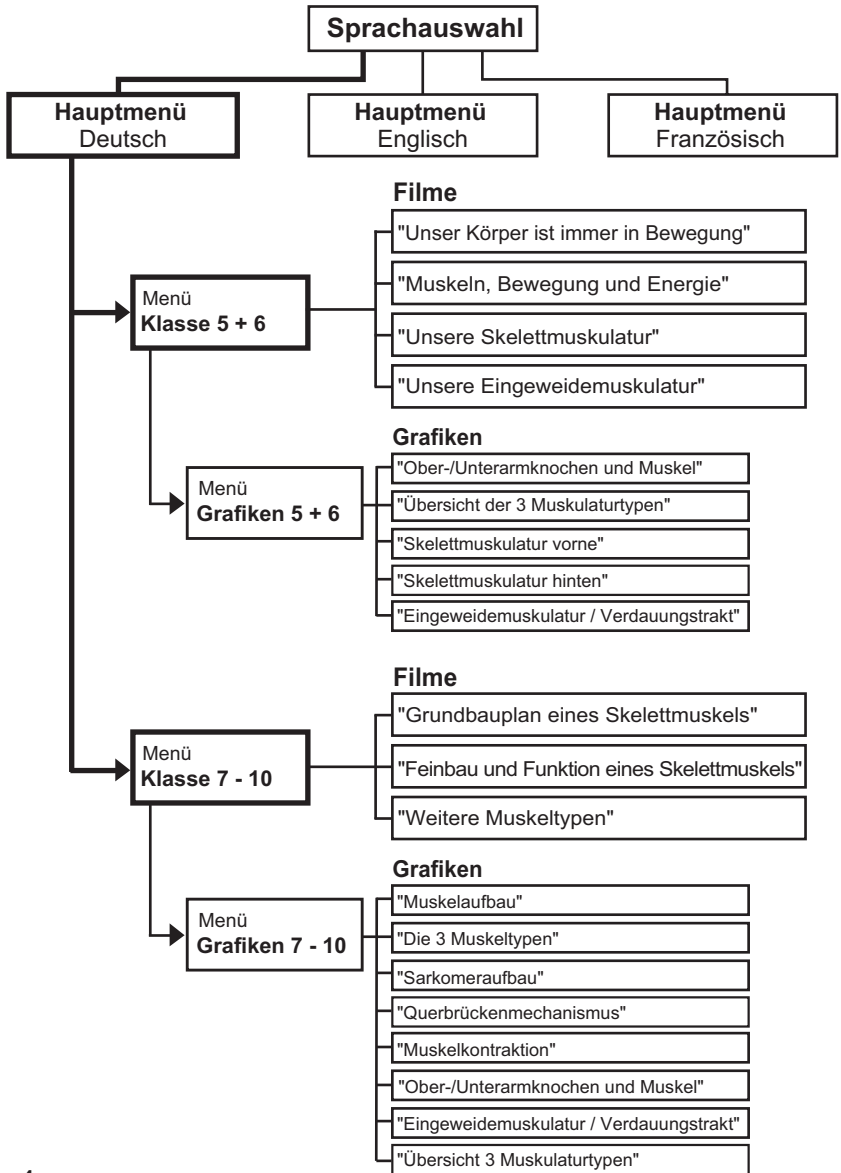 Sprachauswahl
Hauptmenü
Deutsch
Hauptmenü
Englisch
Hauptmenü
Französisch
Filme
"Unser Körper ist immer in Bewegung"
Menü
Klasse 5 + 6
"Muskeln, Bewegung und Energie"
"Unsere Skelettmuskulatur"
"Unsere Eingeweidemuskulatur"
Grafiken
"Ober-/Unterarmknochen und Muskel"
Menü
Grafiken 5 + 6
"Übersicht der 3 Muskulaturtypen"
"Skelettmuskulatur vorne"
"Skelettmuskulatur hinten"
"Eingeweidemuskulatur / Verdauungstrakt"
Filme
"Grundbauplan eines Skelettmuskels"
Menü
Klasse 7 - 10
"Feinbau und Funktion eines Skelettmuskels"
"Weitere Muskeltypen"
Grafiken
"Muskelaufbau"
Menü
Grafiken 7 - 10
"Die 3 Muskeltypen"
"Sarkomeraufbau"
"Querbrückenmechanismus"
"Muskelkontraktion"
"Ober-/Unterarmknochen und Muskel"
"Eingeweidemuskulatur / Verdauungstrakt"
"Übersicht 3 Muskulaturtypen"